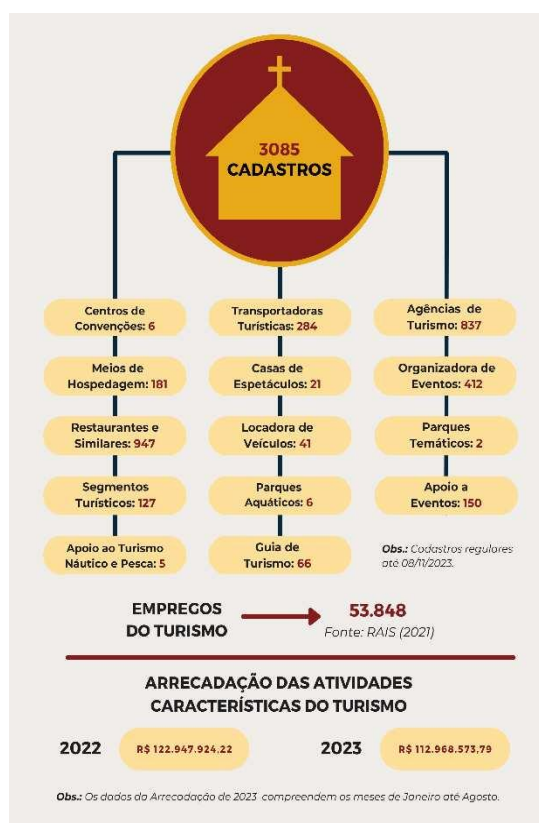 3085
CADASTROS
Centros de
Convenções: 6
Meios de
Hospedagem: 181
Restaurantes e
Similares: 947
Segmentos
Turísticos: 127
Apoio ao Turismo
Náutico e Pesca: 5
Transportadoras
Turísticas: 284
Casas de
Espetáculos: 21
Locadora de
Veículos: 41
Parques
Aquáticos: 6
Guia de
Turismo: 66
Agências de
Turismo: 837
Organizadora de
Eventos: 412
Parques
Temáticos: 2
Apoio a
Eventos: 150
Obs.: Cadastros regulares
até 08/11/2023.
EMPREGOS
DO TURISMO
53.848
Fonte: RAIS (2021)
ARRECADAÇÃO DAS ATIVIDADES
CARACTERÍSTICAS DO TURISMO
2022
R$ 122.947.924,22
2023
R$ 112.968.573,79
Obs.: Os dados da Arrecadação de 2023 compreendem os meses de Janeiro até Agosto.